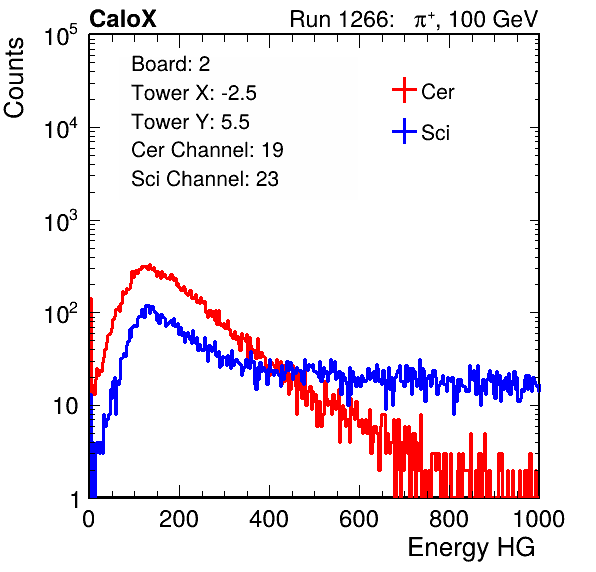 CaloX Run 1266: π⁺, 100 GeV
Board: 2
Tower X: -2.5
Tower Y: 5.5
Cer Channel: 19
Sci Channel: 23
Cer
Sci
Counts
10⁵
10⁴
10³
10²
10
1
0 200 400 600 800 1000
Energy HG